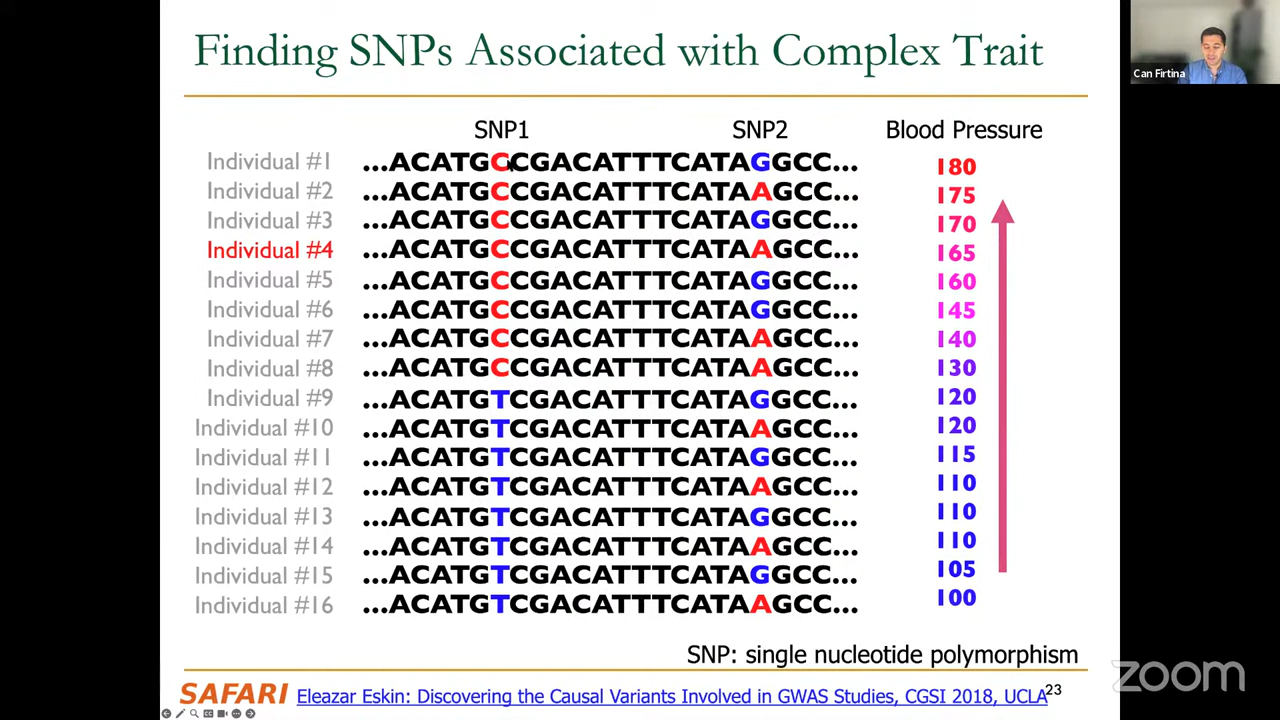 Finding SNPs Associated with Complex Trait
Can Firtina
SNP1 SNP2 Blood Pressure
Individual #1 ...ACATGCCGACATTTCATAGGCC... 180
Individual #2 ...ACATGCCGACATTTCATAAGCC... 175
Individual #3 ...ACATGCCGACATTTCATAGGCC... 170
Individual #4 ...ACATGCCGACATTTCATAAGCC... 165
Individual #5 ...ACATGCCGACATTTCATAGGCC... 160
Individual #6 ...ACATGCCGACATTTCATAGGCC... 145
Individual #7 ...ACATGCCGACATTTCATAAGCC... 140
Individual #8 ...ACATGCCGACATTTCATAAGCC... 130
Individual #9 ...ACATGTCGACATTTCATAGGCC... 120
Individual #10 ...ACATGTCGACATTTCATAAGCC... 120
Individual #11 ...ACATGTCGACATTTCATAGGCC... 115
Individual #12 ...ACATGTCGACATTTCATAAGCC... 110
Individual #13 ...ACATGTCGACATTTCATAGGCC... 110
Individual #14 ...ACATGTCGACATTTCATAAGCC... 110
Individual #15 ...ACATGTCGACATTTCATAGGCC... 105
Individual #16 ...ACATGTCGACATTTCATAAGCC... 100
SNP: single nucleotide polymorphism
SAFARI Eleazar Eskin: Discovering the Causal Variants Involved in GWAS Studies, CGSI 2018, UCLA 23
zoom